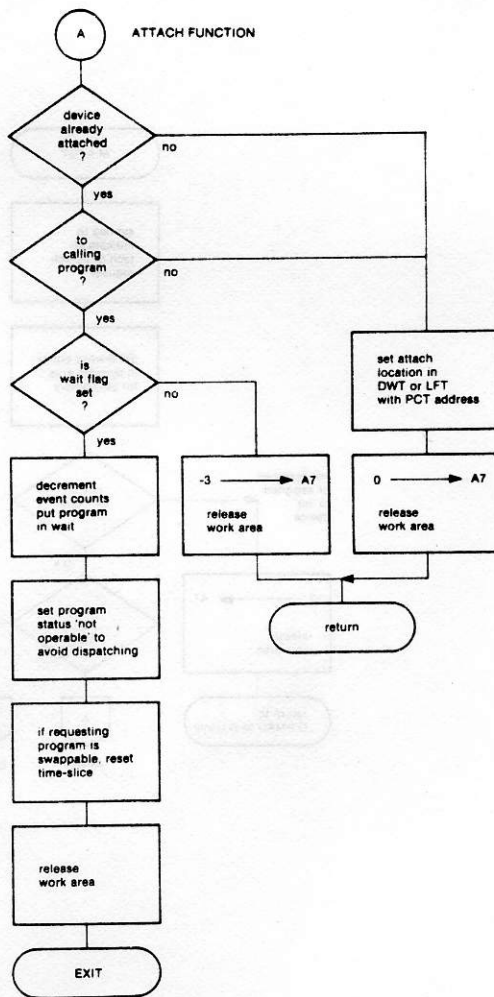 A ATTACH FUNCTION
device
already
attached
?
no
yes
to
calling
program
?
no
yes
is
wait flag
set
?
no
yes
set attach
location in
DWT or LFT
with PCT address
decrement
event counts
put program
in wait
-3 → A7
release
work area
0 → A7
release
work area
return
set program
status 'not
operable' to
avoid dispatching
if requesting
program is
swappable, reset
time-slice
release
work area
EXIT